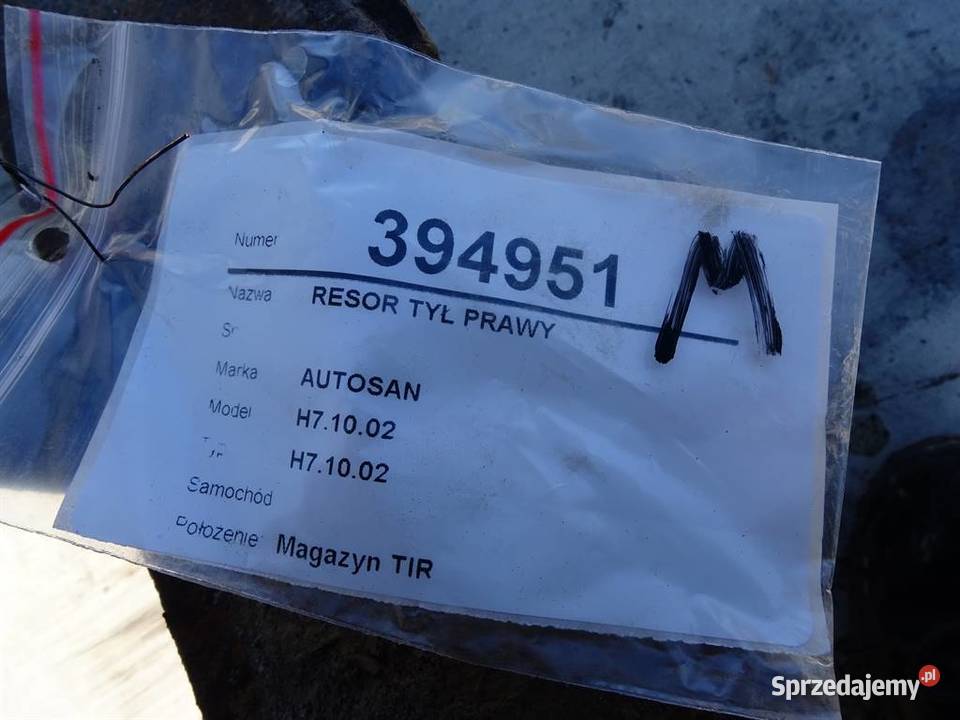 Numer 394951 M
Nazwa RESOR TYŁ PRAWY
Marka AUTOSAN
Model H7.10.02
H7.10.02
Samochód
Położenie Magazyn TIR
Sprzedajemy.pl